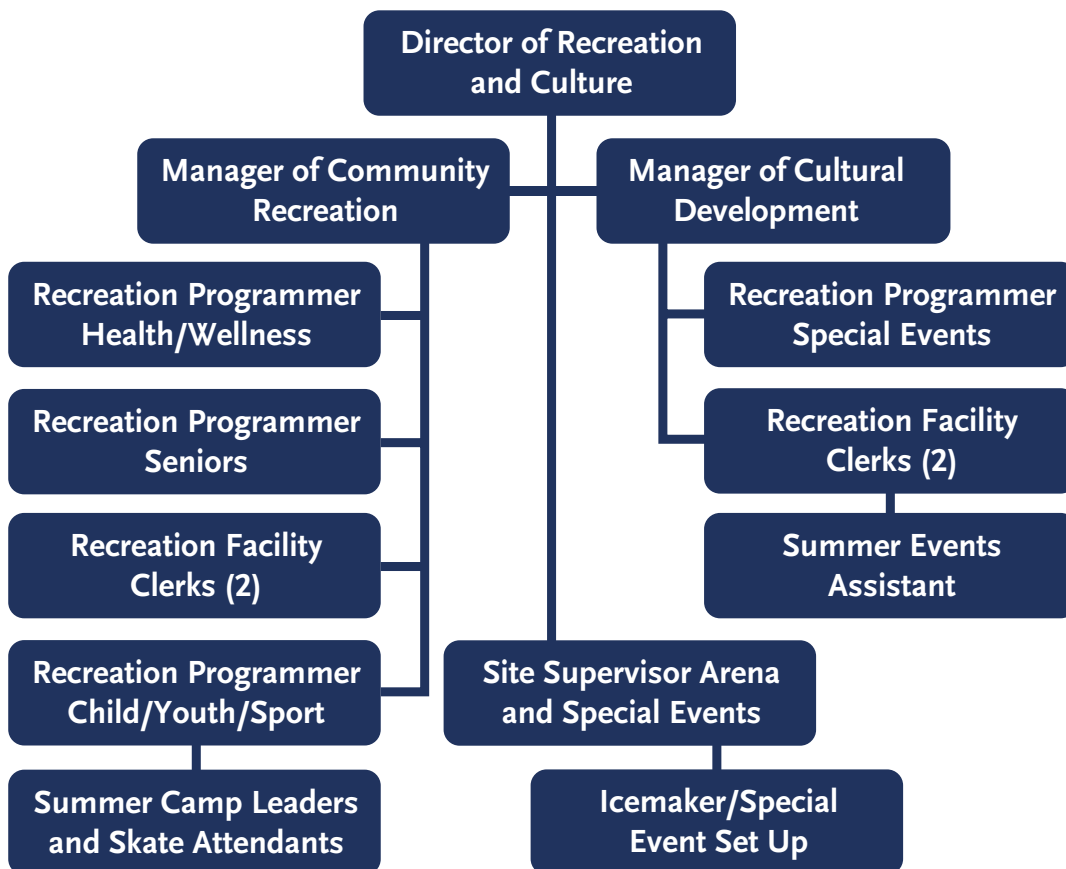 Director of Recreation
and Culture
Manager of Community
Recreation
Manager of Cultural
Development
Recreation Programmer
Health/Wellness
Recreation Programmer
Special Events
Recreation Programmer
Seniors
Recreation Facility
Clerks (2)
Recreation Facility
Clerks (2)
Summer Events
Assistant
Recreation Programmer
Child/Youth/Sport
Site Supervisor Arena
and Special Events
Summer Camp Leaders
and Skate Attendants
Icemaker/Special
Event Set Up